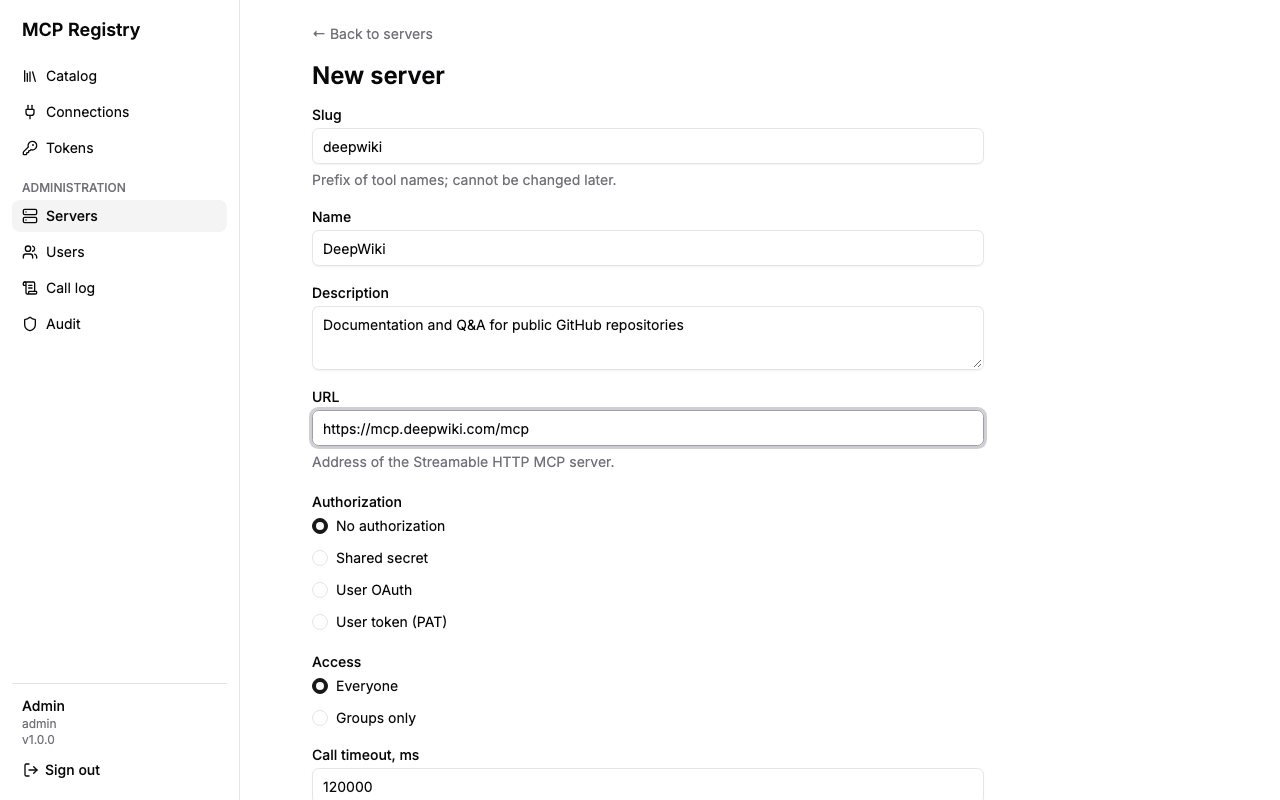 MCP Registry
Catalog
Connections
Tokens
ADMINISTRATION
Servers
Users
Call log
Audit
Admin
admin
v1.0.0
Sign out
← Back to servers
New server
Slug
deepwiki
Prefix of tool names; cannot be changed later.
Name
DeepWiki
Description
Documentation and Q&A for public GitHub repositories
URL
https://mcp.deepwiki.com/mcp
Address of the Streamable HTTP MCP server.
Authorization
No authorization
Shared secret
User OAuth
User token (PAT)
Access
Everyone
Groups only
Call timeout, ms
120000